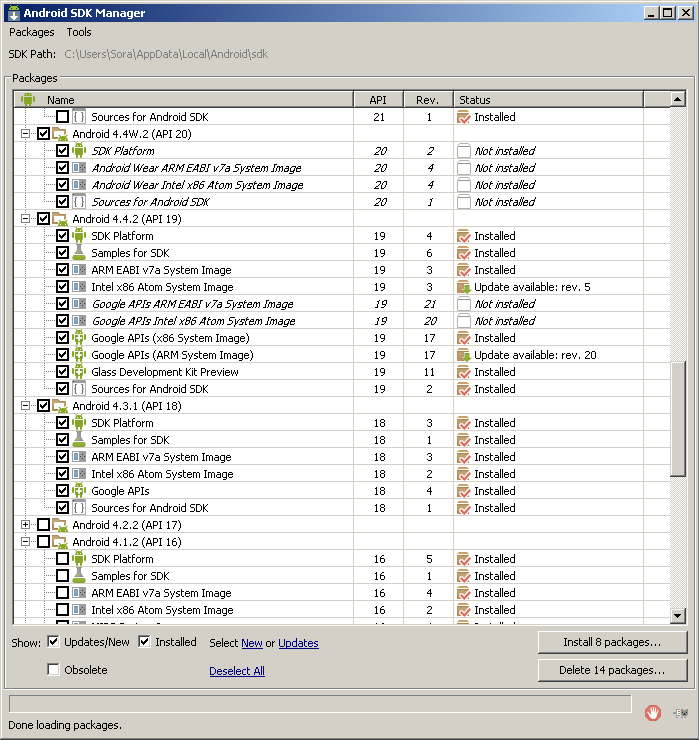 Android SDK Manager
Packages Tools
SDK Path: C:\Users\Sora\AppData\Local\Android\sdk
Packages
Name API Rev. Status
Sources for Android SDK 21 1 Installed
Android 4.4W.2 (API 20)
SDK Platform 20 2 Not installed
Android Wear ARM EABI v7a System Image 20 4 Not installed
Android Wear Intel x86 Atom System Image 20 4 Not installed
Sources for Android SDK 20 1 Not installed
Android 4.4.2 (API 19)
SDK Platform 19 4 Installed
Samples for SDK 19 6 Installed
ARM EABI v7a System Image 19 3 Installed
Intel x86 Atom System Image 19 3 Update available: rev. 5
Google APIs ARM EABI v7a System Image 19 21 Not installed
Google APIs Intel x86 Atom System Image 19 20 Not installed
Google APIs (x86 System Image) 19 17 Installed
Google APIs (ARM System Image) 19 17 Update available: rev. 20
Glass Development Kit Preview 19 11 Installed
Sources for Android SDK 19 2 Installed
Android 4.3.1 (API 18)
SDK Platform 18 3 Installed
Samples for SDK 18 1 Installed
ARM EABI v7a System Image 18 3 Installed
Intel x86 Atom System Image 18 2 Installed
Google APIs 18 4 Installed
Sources for Android SDK 18 1 Installed
Android 4.2.2 (API 17)
Android 4.1.2 (API 16)
SDK Platform 16 5 Installed
Samples for SDK 16 1 Installed
ARM EABI v7a System Image 16 4 Installed
Intel x86 Atom System Image 16 2 Installed
Show: Updates/New Installed Select New or Updates Install 8 packages...
Obsolete Deselect All Delete 14 packages...
Done loading packages.